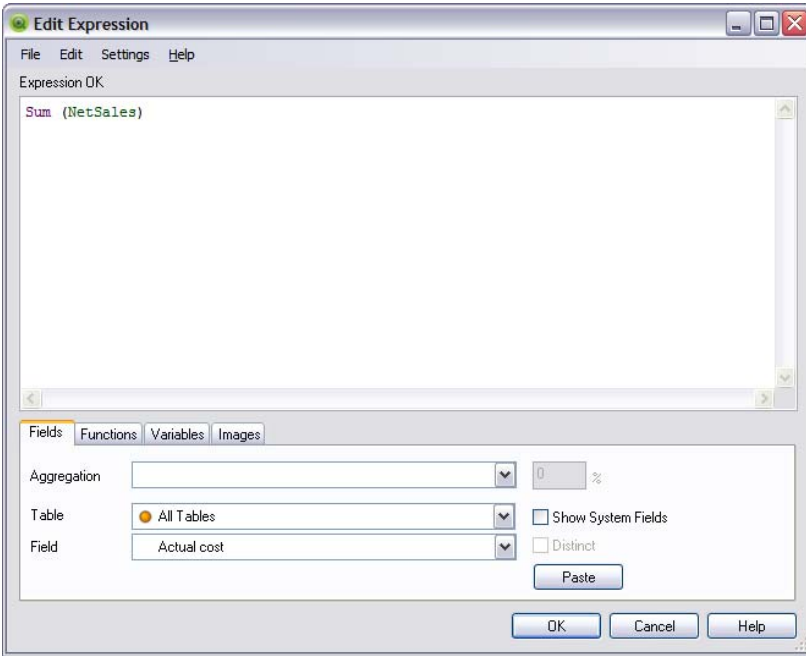 Edit Expression
File Edit Settings Help
Expression OK
Sum (NetSales)
Fields Functions Variables Images
Aggregation 0 %
Table All Tables Show System Fields
Field Actual cost Distinct
Paste
OK Cancel Help